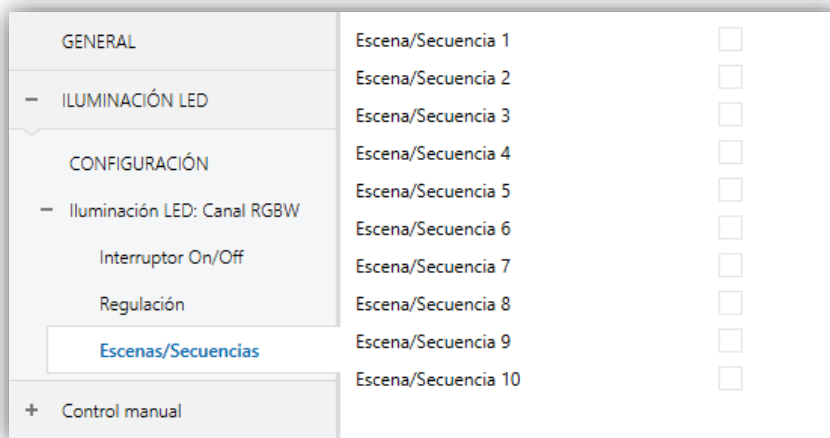 GENERAL
− ILUMINACIÓN LED
CONFIGURACIÓN
− Iluminación LED: Canal RGBW
Interruptor On/Off
Regulación
Escenas/Secuencias
+ Control manual
Escena/Secuencia 1
Escena/Secuencia 2
Escena/Secuencia 3
Escena/Secuencia 4
Escena/Secuencia 5
Escena/Secuencia 6
Escena/Secuencia 7
Escena/Secuencia 8
Escena/Secuencia 9
Escena/Secuencia 10